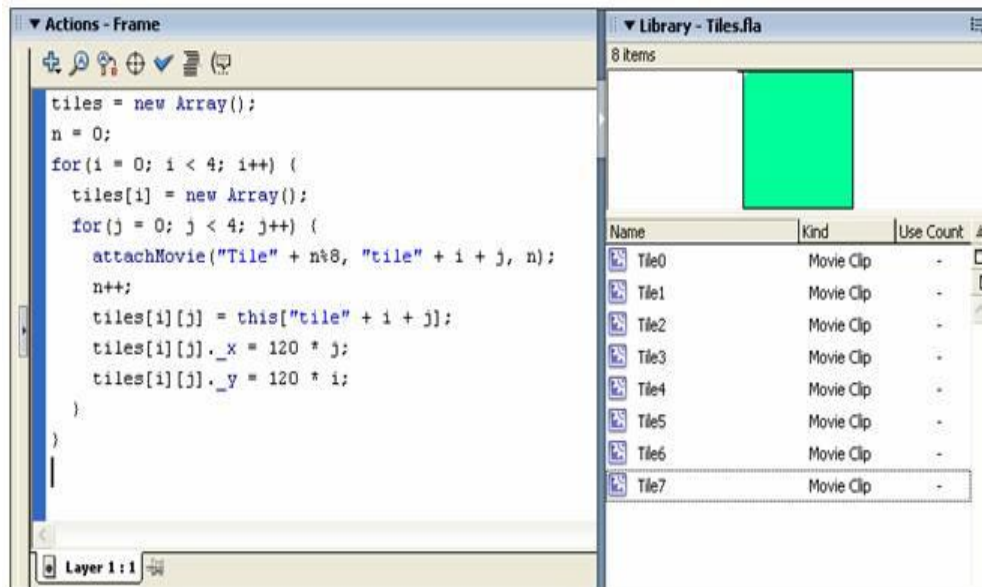 Actions - Frame
tiles = new Array();
n = 0;
for(i = 0; i < 4; i++) {
tiles[i] = new Array();
for(j = 0; j < 4; j++) {
attachMovie("Tile" + n%8, "tile" + i + j, n);
n++;
tiles[i][j] = this["tile" + i + j];
tiles[i][j]._x = 120 * j;
tiles[i][j]._y = 120 * i;
}
}
Layer 1 : 1
Library - Tiles.fla
8 items
Name Kind Use Count
Tile0 Movie Clip -
Tile1 Movie Clip -
Tile2 Movie Clip -
Tile3 Movie Clip -
Tile4 Movie Clip -
Tile5 Movie Clip -
Tile6 Movie Clip -
Tile7 Movie Clip -